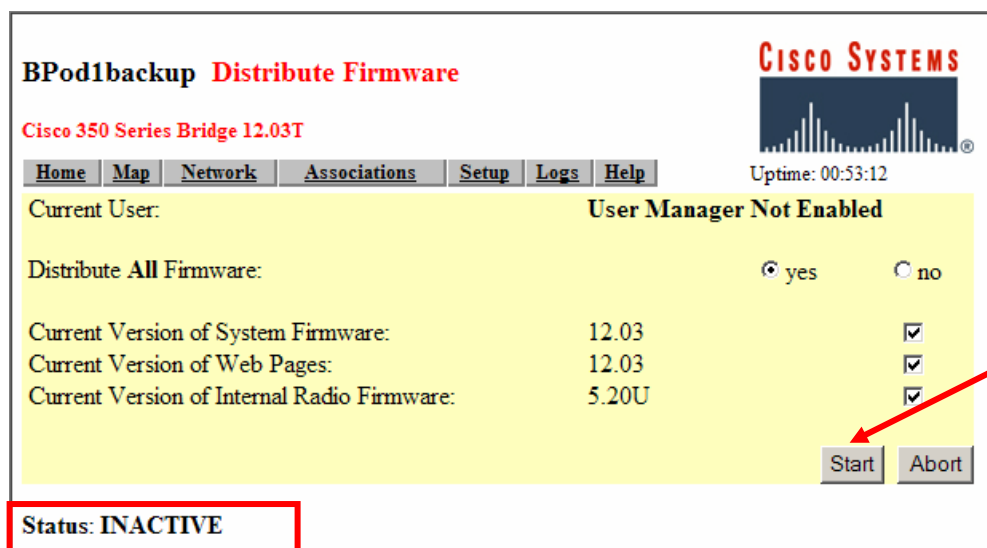 BPod1backup Distribute Firmware
CISCO SYSTEMS
®
Cisco 350 Series Bridge 12.03T
Home Map Network Associations Setup Logs Help
Uptime: 00:53:12
Current User: User Manager Not Enabled
Distribute All Firmware: yes no
Current Version of System Firmware: 12.03
Current Version of Web Pages: 12.03
Current Version of Internal Radio Firmware: 5.20U
Start Abort
Status: INACTIVE